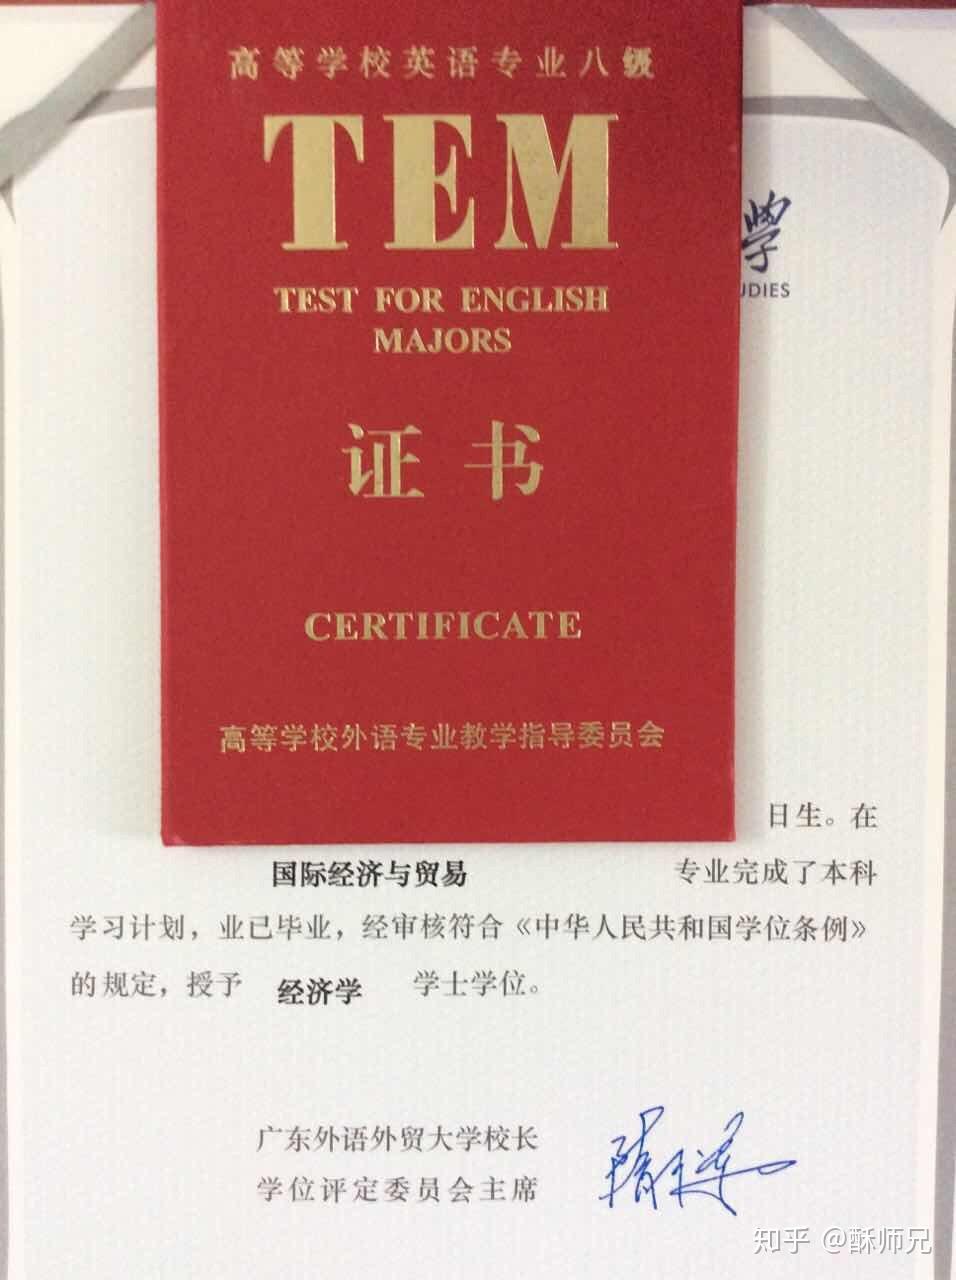 高等学校英语专业八级
TEM
TEST FOR ENGLISH
MAJORS
证书
CERTIFICATE
高等学校外语专业教学指导委员会
學
UDIES
日生。在
国际经济与贸易 专业完成了本科
学习计划，业已毕业，经审核符合《中华人民共和国学位条例》
的规定，授予 经济学 学士学位。
广东外语外贸大学校长
学位评定委员会主席
知乎 @酥师兄